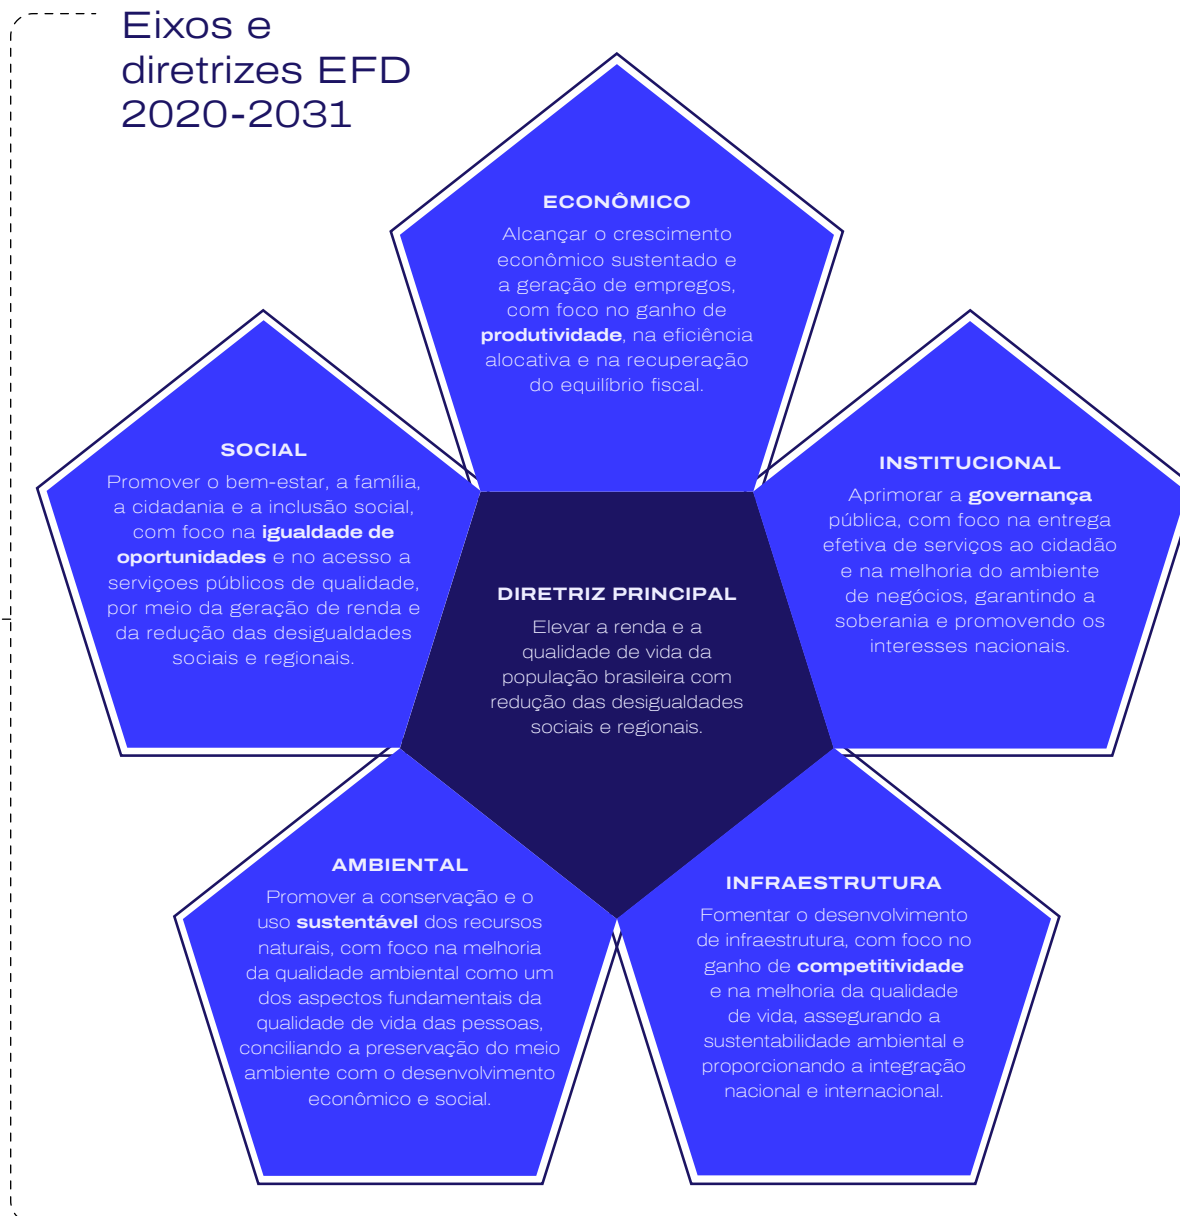 Eixos e
diretrizes EFD
2020-2031
ECONÔMICO
Alcançar o crescimento
econômico sustentado e
a geração de empregos,
com foco no ganho de
produtividade, na eficiência
alocativa e na recuperação
do equilíbrio fiscal.
SOCIAL
Promover o bem-estar, a família,
a cidadania e a inclusão social,
com foco na igualdade de
oportunidades e no acesso a
serviçoes públicos de qualidade,
por meio da geração de renda e
da redução das desigualdades
sociais e regionais.
INSTITUCIONAL
Aprimorar a governança
pública, com foco na entrega
efetiva de serviços ao cidadão
e na melhoria do ambiente
de negócios, garantindo a
soberania e promovendo os
interesses nacionais.
DIRETRIZ PRINCIPAL
Elevar a renda e a
qualidade de vida da
população brasileira com
redução das desigualdades
sociais e regionais.
AMBIENTAL
Promover a conservação e o
uso sustentável dos recursos
naturais, com foco na melhoria
da qualidade ambiental como um
dos aspectos fundamentais da
qualidade de vida das pessoas,
conciliando a preservação do meio
ambiente com o desenvolvimento
econômico e social.
INFRAESTRUTURA
Fomentar o desenvolvimento
de infraestrutura, com foco no
ganho de competitividade
e na melhoria da qualidade
de vida, assegurando a
sustentabilidade ambiental e
proporcionando a integração
nacional e internacional.